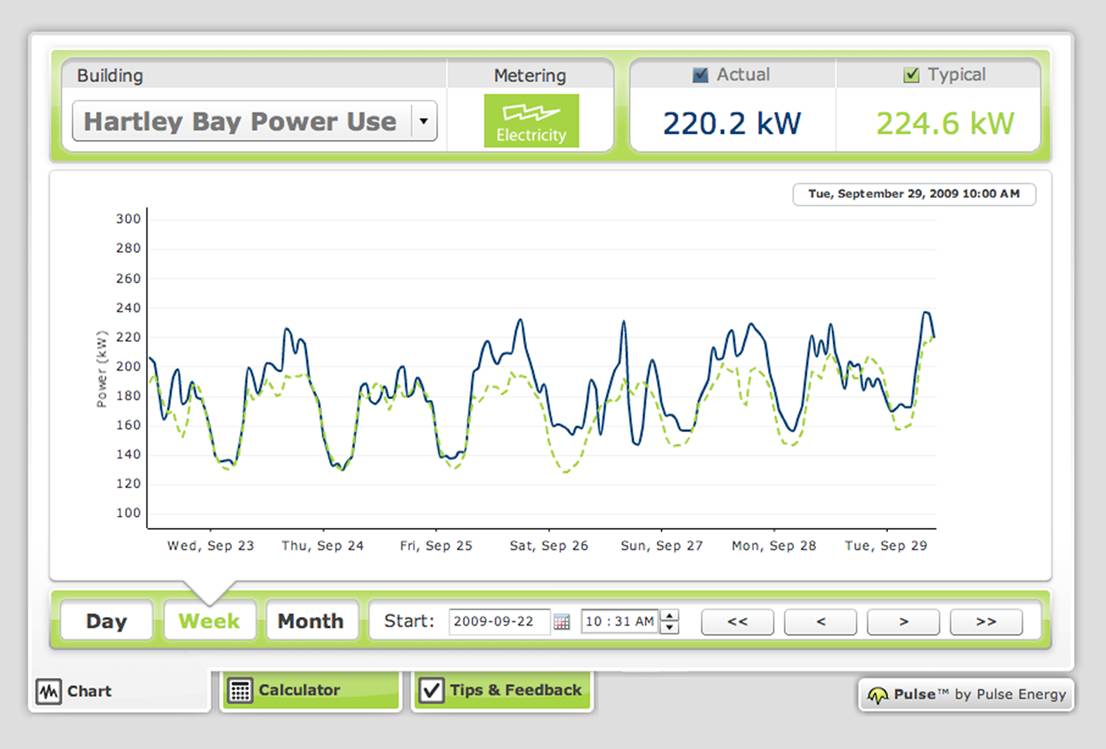 Building
Metering
Hartley Bay Power Use
Electricity
Actual
Typical
220.2 kW
224.6 kW
Tue, September 29, 2009 10:00 AM
Power (kW)
300
280
260
240
220
200
180
160
140
120
100
Wed, Sep 23
Thu, Sep 24
Fri, Sep 25
Sat, Sep 26
Sun, Sep 27
Mon, Sep 28
Tue, Sep 29
Day
Week
Month
Start:
2009-09-22
10 : 31 AM
<<
<
>
>>
Chart
Calculator
Tips & Feedback
Pulse™ by Pulse Energy